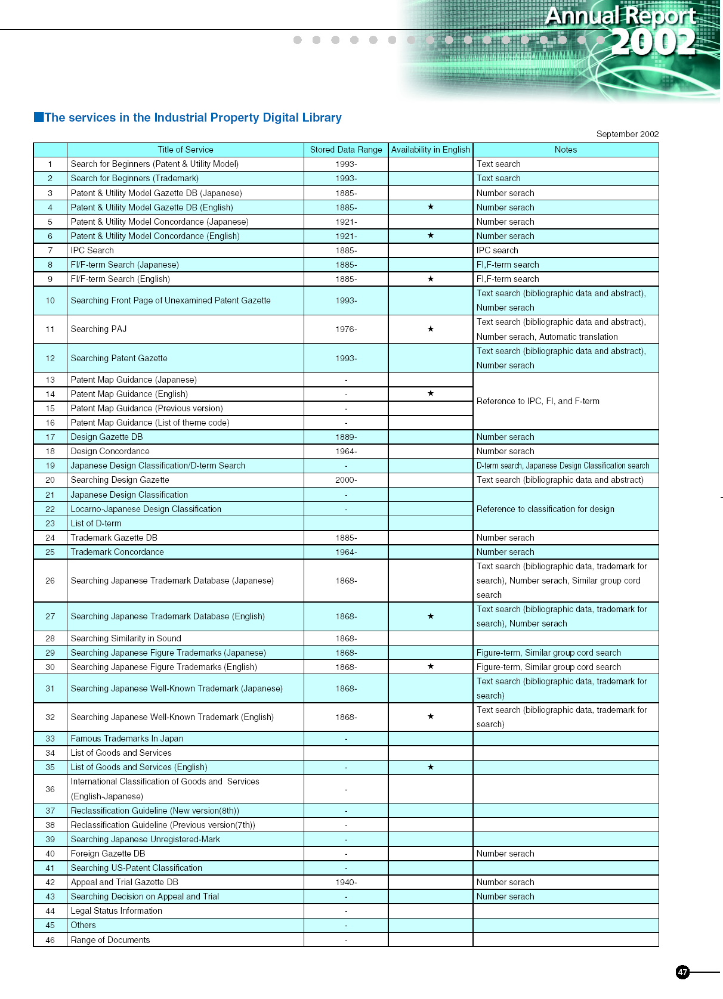 Annual Report
2002
■The services in the Industrial Property Digital Library
September 2002
Title of Service Stored Data Range Availability in English Notes
1 Search for Beginners (Patent & Utility Model) 1993- Text search
2 Search for Beginners (Trademark) 1993- Text search
3 Patent & Utility Model Gazette DB (Japanese) 1885- Number serach
4 Patent & Utility Model Gazette DB (English) 1885- ★ Number serach
5 Patent & Utility Model Concordance (Japanese) 1921- Number serach
6 Patent & Utility Model Concordance (English) 1921- ★ Number serach
7 IPC Search 1885- IPC search
8 FI/F-term Search (Japanese) 1885- FI,F-term search
9 FI/F-term Search (English) 1885- ★ FI,F-term search
10 Searching Front Page of Unexamined Patent Gazette 1993- Text search (bibliographic data and abstract),
Number serach
11 Searching PAJ 1976- ★ Text search (bibliographic data and abstract),
Number serach, Automatic translation
12 Searching Patent Gazette 1993- Text search (bibliographic data and abstract),
Number serach
13 Patent Map Guidance (Japanese) -
14 Patent Map Guidance (English) - ★
Reference to IPC, FI, and F-term
15 Patent Map Guidance (Previous version) -
16 Patent Map Guidance (List of theme code) -
17 Design Gazette DB 1889- Number serach
18 Design Concordance 1964- Number serach
19 Japanese Design Classification/D-term Search - D-term search, Japanese Design Classification search
20 Searching Design Gazette 2000- Text search (bibliographic data and abstract)
21 Japanese Design Classification -
22 Locarno-Japanese Design Classification - Reference to classification for design
23 List of D-term
24 Trademark Gazette DB 1885- Number serach
25 Trademark Concordance 1964- Number serach
26 Searching Japanese Trademark Database (Japanese) 1868- Text search (bibliographic data, trademark for
search), Number serach, Similar group cord
search
27 Searching Japanese Trademark Database (English) 1868- ★ Text search (bibliographic data, trademark for
search), Number serach
28 Searching Similarity in Sound 1868-
29 Searching Japanese Figure Trademarks (Japanese) 1868- Figure-term, Similar group cord search
30 Searching Japanese Figure Trademarks (English) 1868- ★ Figure-term, Similar group cord search
31 Searching Japanese Well-Known Trademark (Japanese) 1868- Text search (bibliographic data, trademark for
search)
32 Searching Japanese Well-Known Trademark (English) 1868- ★ Text search (bibliographic data, trademark for
search)
33 Famous Trademarks In Japan -
34 List of Goods and Services
35 List of Goods and Services (English) - ★
36 International Classification of Goods and Services
(English-Japanese) -
37 Reclassification Guideline (New version(8th)) -
38 Reclassification Guideline (Previous version(7th)) -
39 Searching Japanese Unregistered-Mark -
40 Foreign Gazette DB - Number serach
41 Searching US-Patent Classification -
42 Appeal and Trial Gazette DB 1940- Number serach
43 Searching Decision on Appeal and Trial - Number serach
44 Legal Status Information -
45 Others -
46 Range of Documents -
47